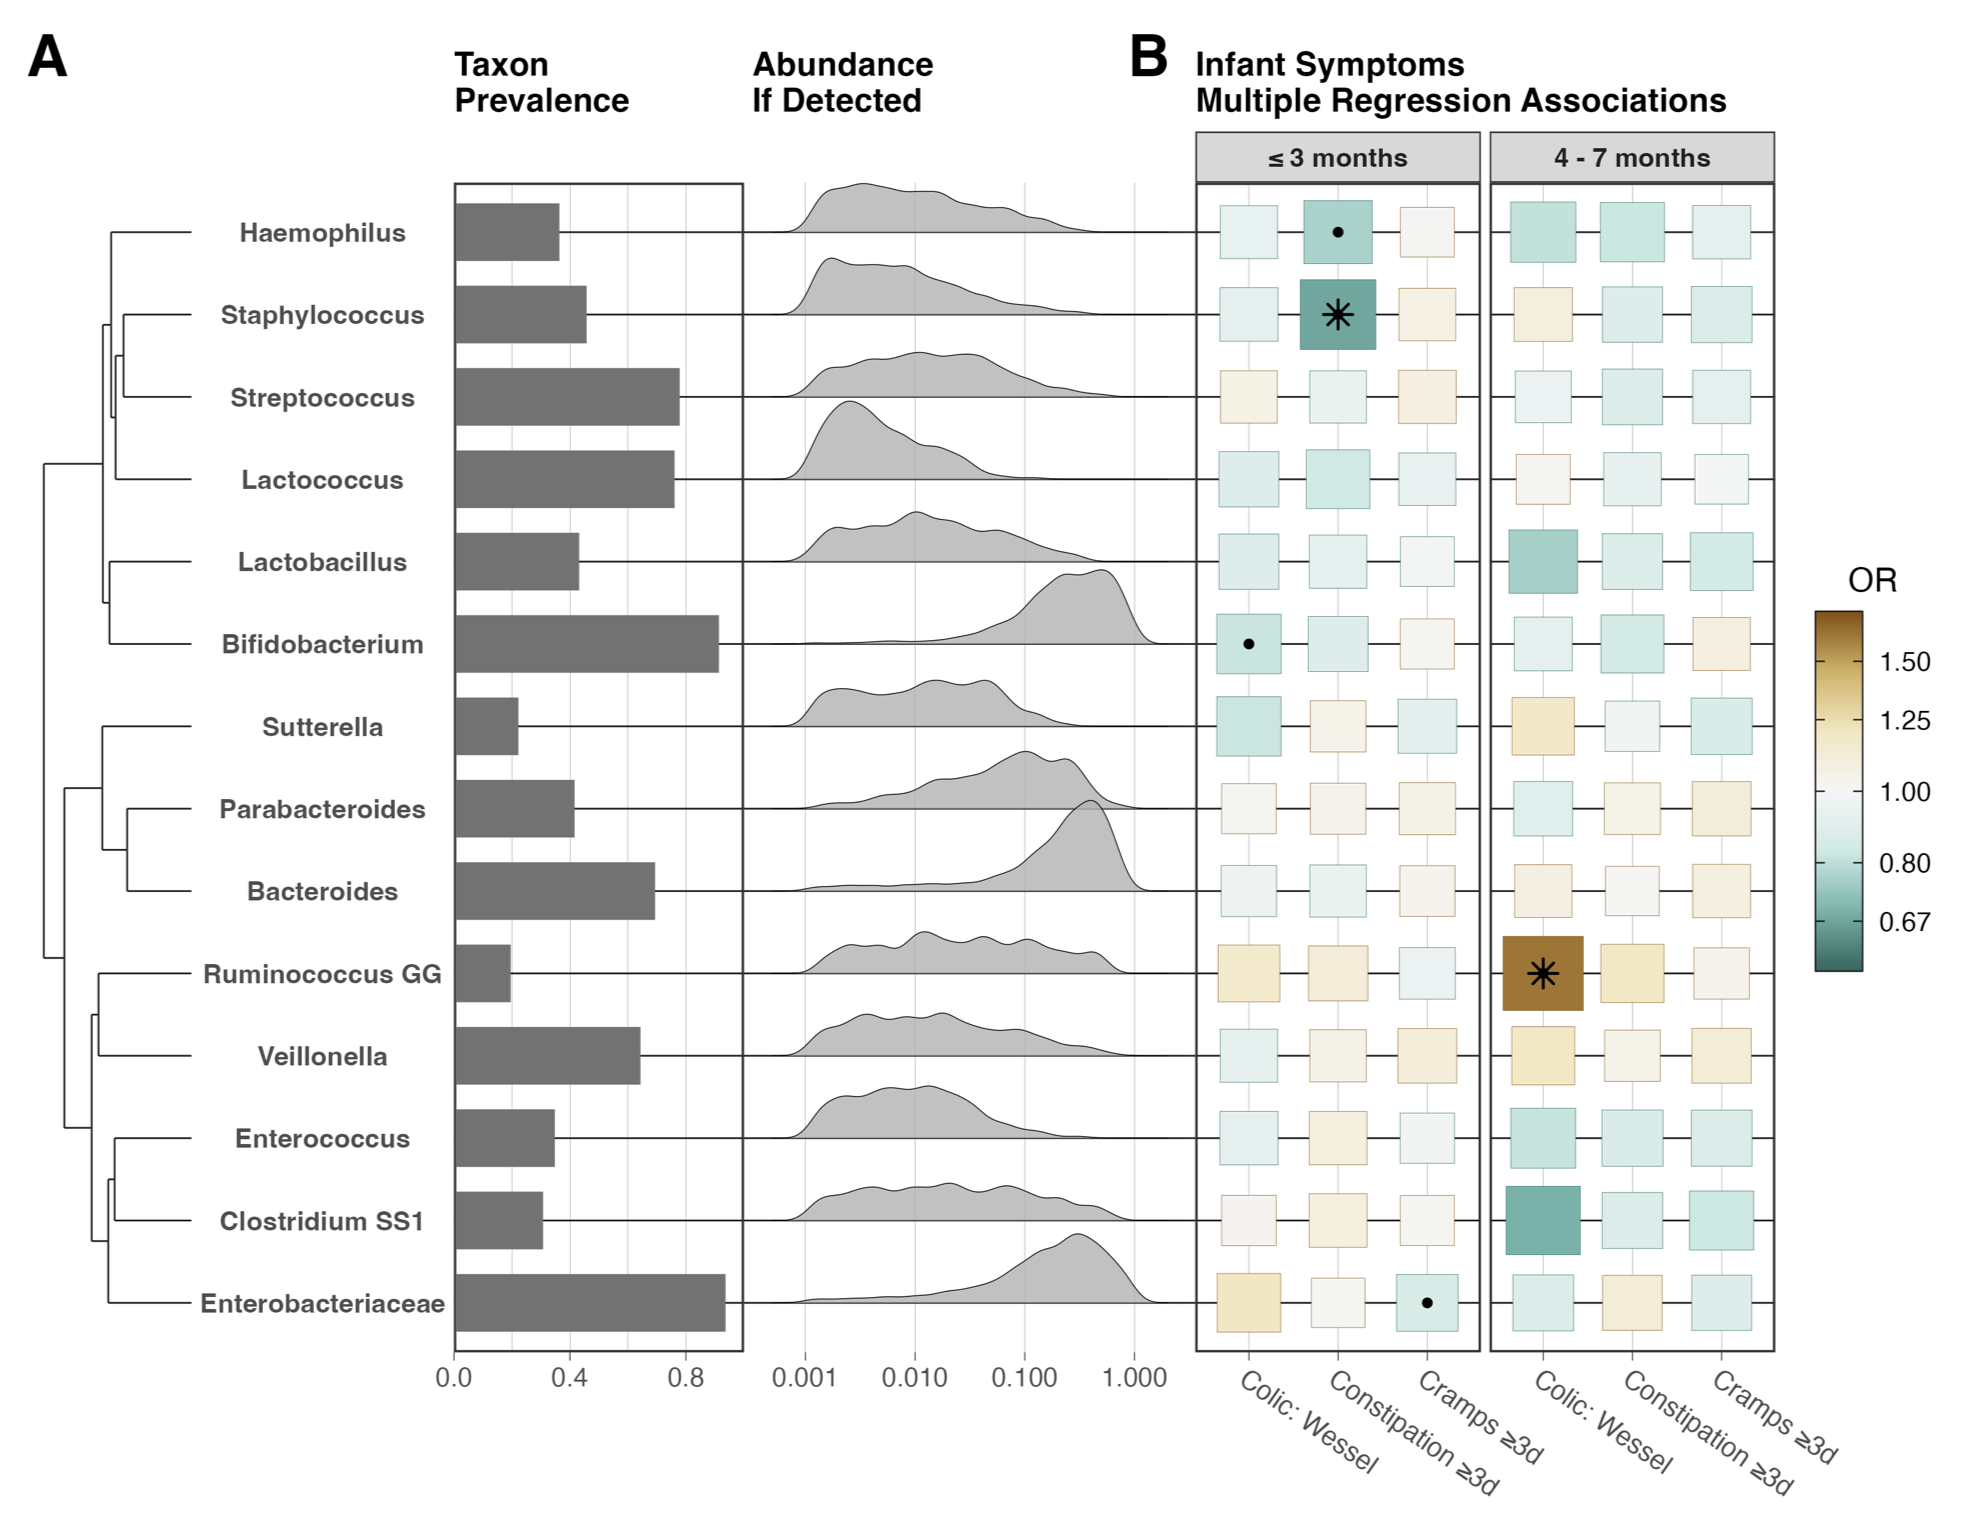 A
Taxon
Prevalence
Abundance
If Detected
B
Infant Symptoms
Multiple Regression Associations
≤ 3 months
4 - 7 months
Haemophilus
Staphylococcus
Streptococcus
Lactococcus
Lactobacillus
Bifidobacterium
Sutterella
Parabacteroides
Bacteroides
Ruminococcus GG
Veillonella
Enterococcus
Clostridium SS1
Enterobacteriaceae
0.0
0.4
0.8
0.001
0.010
0.100
1.000
Colic: Wessel
Constipation ≥3d
Cramps ≥3d
Colic: Wessel
Constipation ≥3d
Cramps ≥3d
OR
1.50
1.25
1.00
0.80
0.67